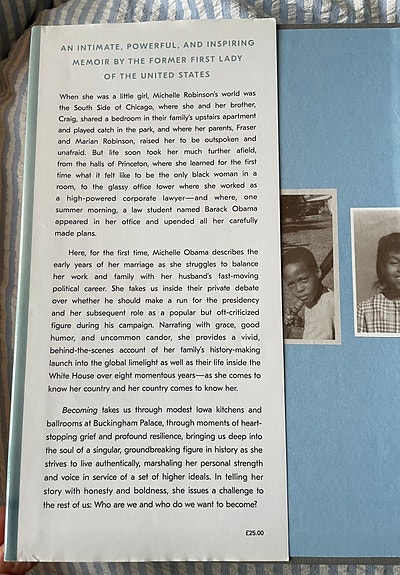 AN INTIMATE, POWERFUL, AND INSPIRING
MEMOIR BY THE FORMER FIRST LADY
OF THE UNITED STATES
When she was a little girl, Michelle Robinson's world was
the South Side of Chicago, where she and her brother,
Craig, shared a bedroom in their family's upstairs apartment
and played catch in the park, and where her parents, Fraser
and Marian Robinson, raised her to be outspoken and
unafraid. But life soon took her much further afield,
from the halls of Princeton, where she learned for the first
time what it felt like to be the only black woman in a
room, to the glassy office tower where she worked as
a high-powered corporate lawyer—and where, one
summer morning, a law student named Barack Obama
appeared in her office and upended all her carefully
made plans.
Here, for the first time, Michelle Obama describes the
early years of her marriage as she struggles to balance
her work and family with her husband's fast-moving
political career. She takes us inside their private debate
over whether he should make a run for the presidency
and her subsequent role as a popular but oft-criticized
figure during his campaign. Narrating with grace, good
humor, and uncommon candor, she provides a vivid,
behind-the-scenes account of her family's history-making
launch into the global limelight as well as their life inside the
White House over eight momentous years—as she comes to
know her country and her country comes to know her.
Becoming takes us through modest Iowa kitchens and
ballrooms at Buckingham Palace, through moments of heart-
stopping grief and profound resilience, bringing us deep into
the soul of a singular, groundbreaking figure in history as she
strives to live authentically, marshaling her personal strength
and voice in service of a set of higher ideals. In telling her
story with honesty and boldness, she issues a challenge to
the rest of us: Who are we and who do we want to become?
£25.00